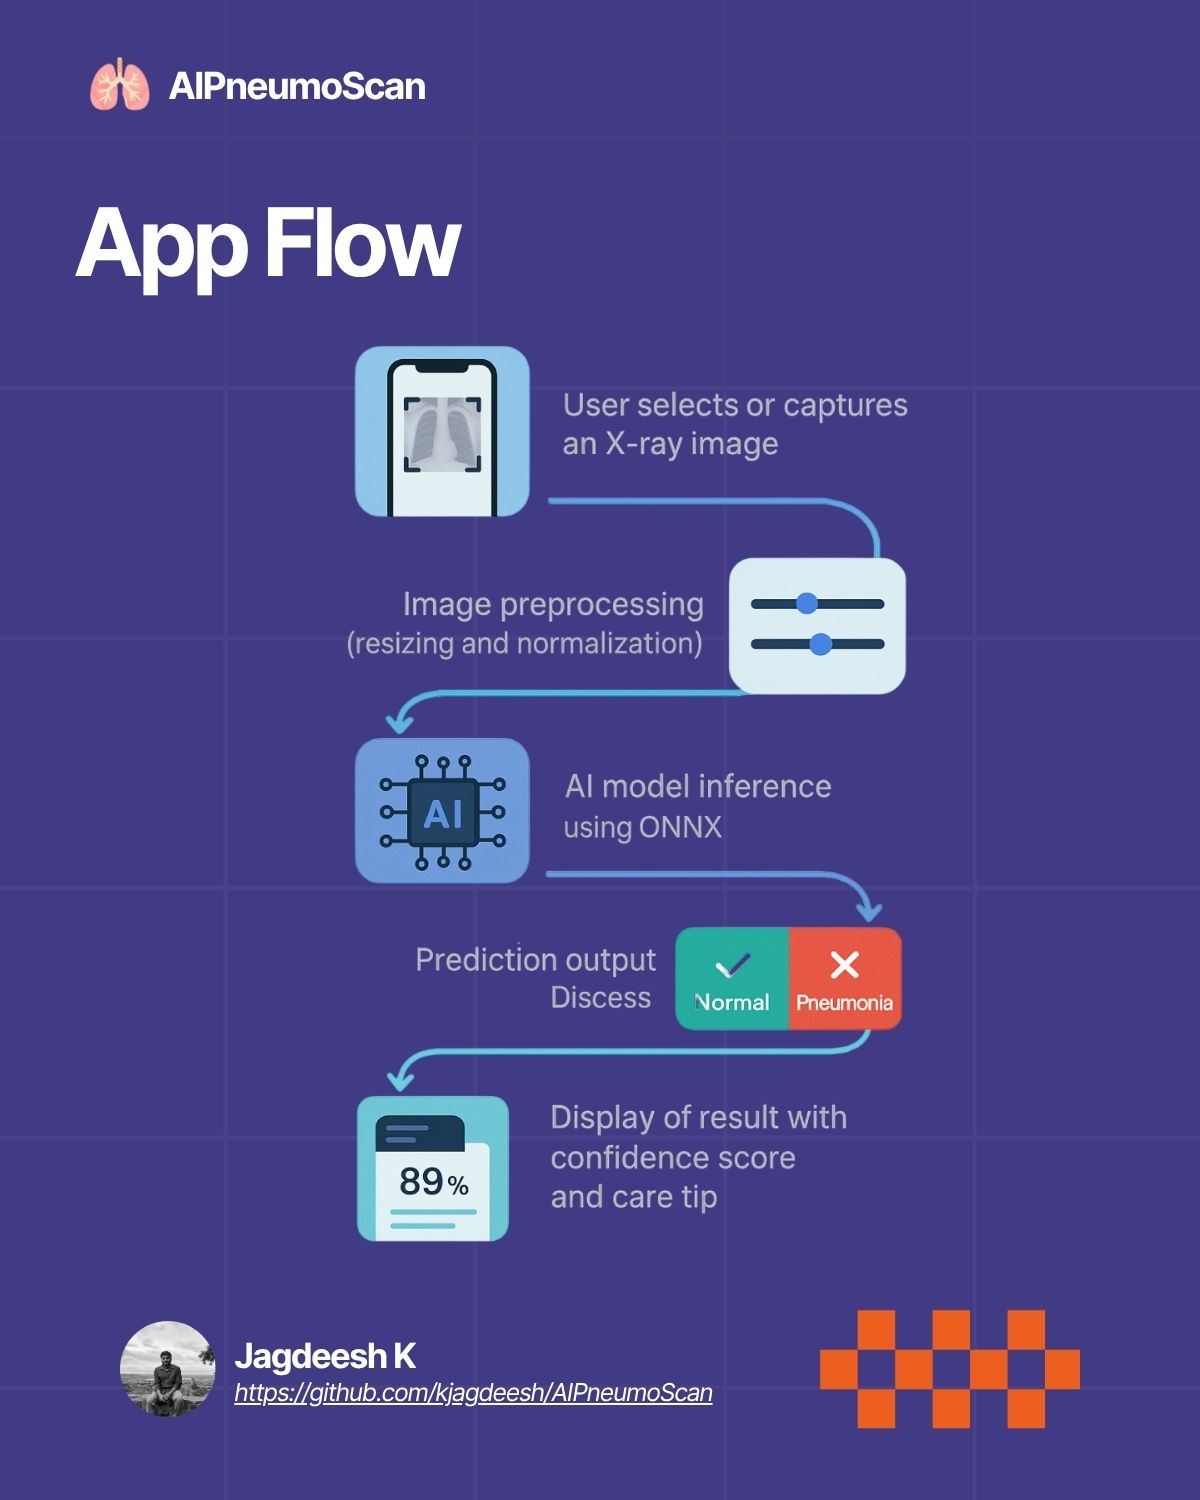 AIPneumoScan
App Flow
User selects or captures
an X-ray image
Image preprocessing
(resizing and normalization)
AI
AI model inference
using ONNX
Prediction output
Discess
Normal
Pneumonia
89%
Display of result with
confidence score
and care tip
Jagdeesh K
https://github.com/kjagdeesh/AIPneumoScan